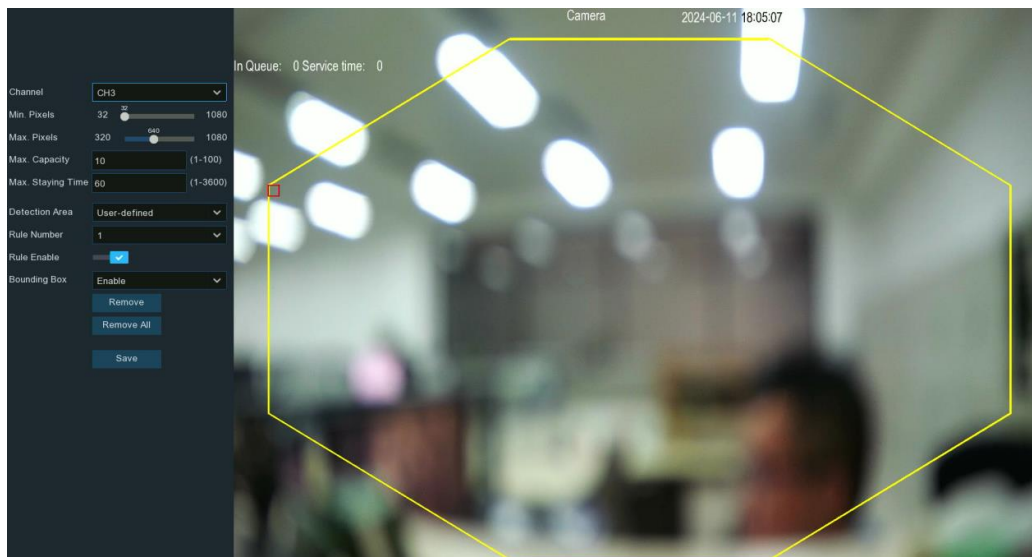 Camera 2024-06-11 18:05:07
In Queue: 0 Service time: 0
Channel CH3
Min. Pixels 32 32 1080
Max. Pixels 320 640 1080
Max. Capacity 10 (1-100)
Max. Staying Time 60 (1-3600)
Detection Area User-defined
Rule Number 1
Rule Enable
Bounding Box Enable
Remove
Remove All
Save